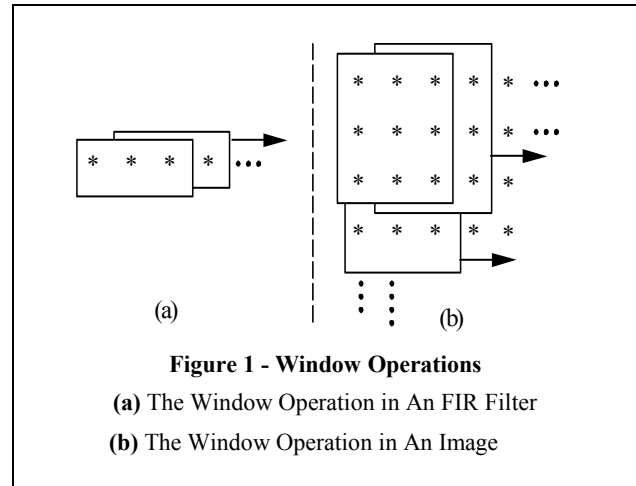 * * * * ...
* * * * * ...
* * * * * ...
* * * * *
* * * * *
(a)
(b)
Figure 1 - Window Operations
(a) The Window Operation in An FIR Filter
(b) The Window Operation in An Image